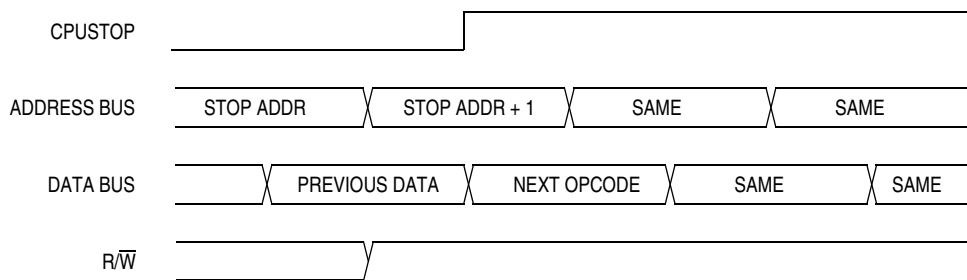 CPUSTOP
ADDRESS BUS STOP ADDR STOP ADDR + 1 SAME SAME
DATA BUS PREVIOUS DATA NEXT OPCODE SAME SAME
R/W̅